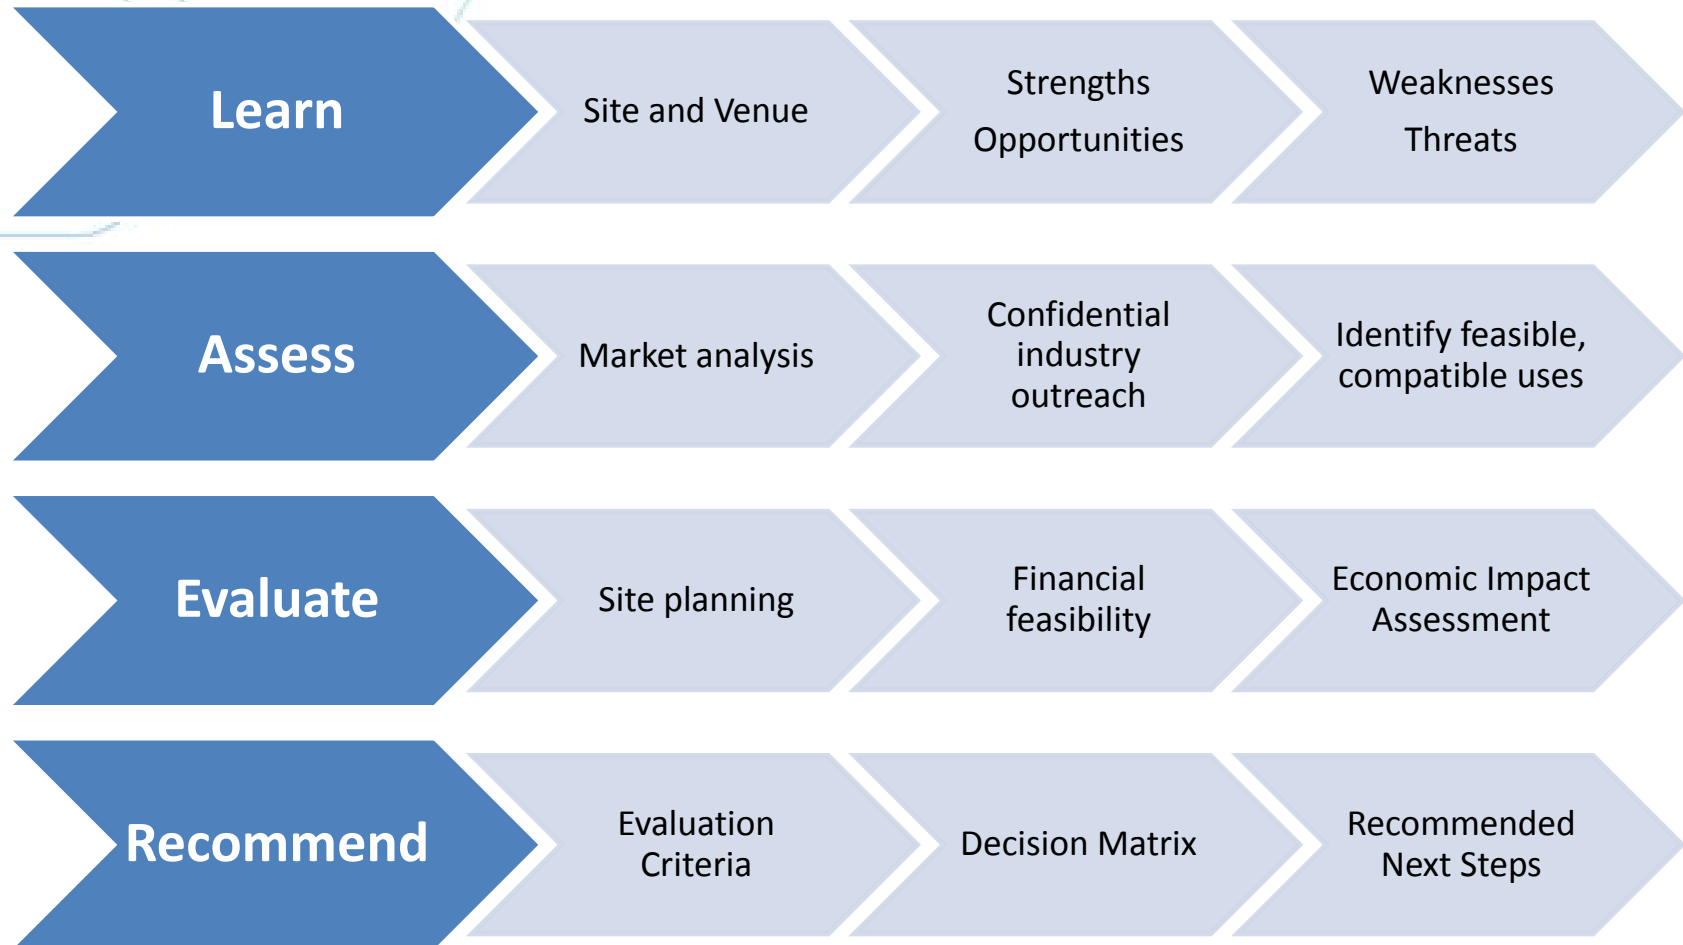 Learn
Site and Venue
Strengths
Opportunities
Weaknesses
Threats
Assess
Market analysis
Confidential
industry
outreach
Identify feasible,
compatible uses
Evaluate
Site planning
Financial
feasibility
Economic Impact
Assessment
Recommend
Evaluation
Criteria
Decision Matrix
Recommended
Next Steps